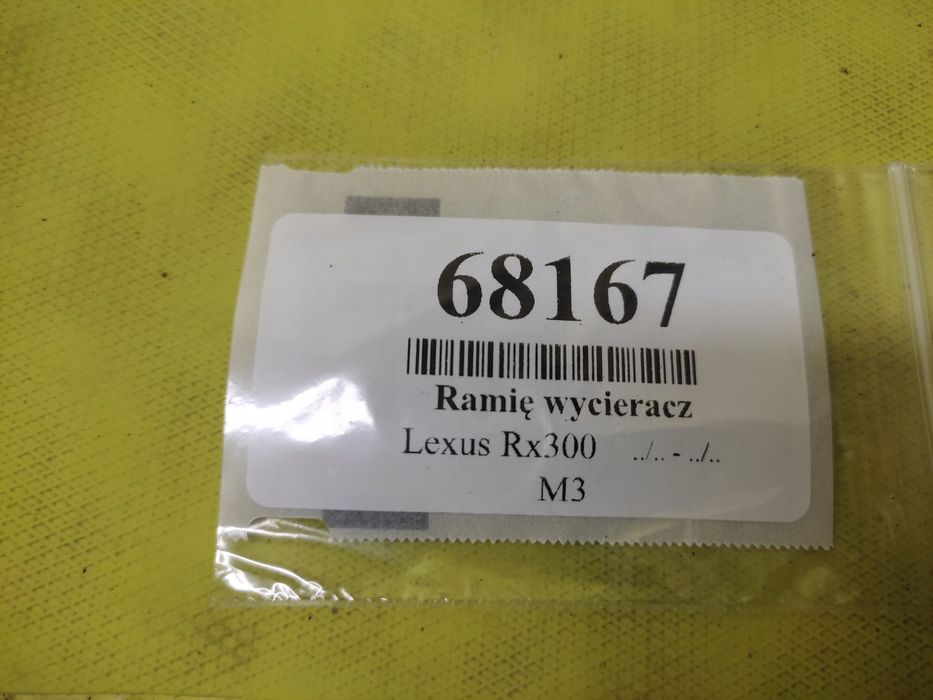 68167
Ramię wycieracz
Lexus Rx300 ../.. - ../..
M3